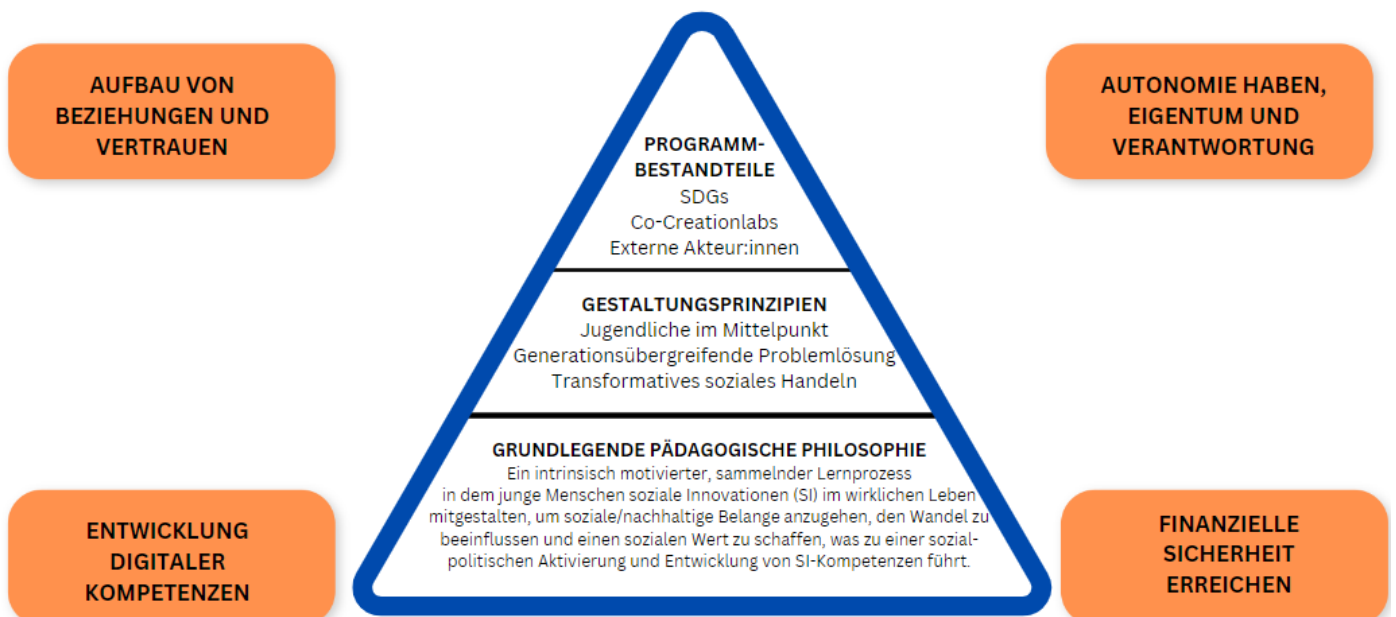 AUFBAU VON
BEZIEHUNGEN UND
VERTRAUEN
AUTONOMIE HABEN,
EIGENTUM UND
VERANTWORTUNG
PROGRAMM-
BESTANDTEILE
SDGs
Co-Creationlabs
Externe Akteur:innen
GESTALTUNGSPRINZIPIEN
Jugendliche im Mittelpunkt
Generationsübergreifende Problemlösung
Transformatives soziales Handeln
GRUNDLEGENDE PÄDAGOGISCHE PHILOSOPHIE
Ein intrinsisch motivierter, sammelnder Lernprozess
in dem junge Menschen soziale Innovationen (SI) im wirklichen Leben
mitgestalten, um soziale/nachhaltige Belange anzugehen, den Wandel zu
beeinflussen und einen sozialen Wert zu schaffen, was zu einer sozial-
politischen Aktivierung und Entwicklung von SI-Kompetenzen führt.
ENTWICKLUNG
DIGITALER
KOMPETENZEN
FINANZIELLE
SICHERHEIT
ERREICHEN